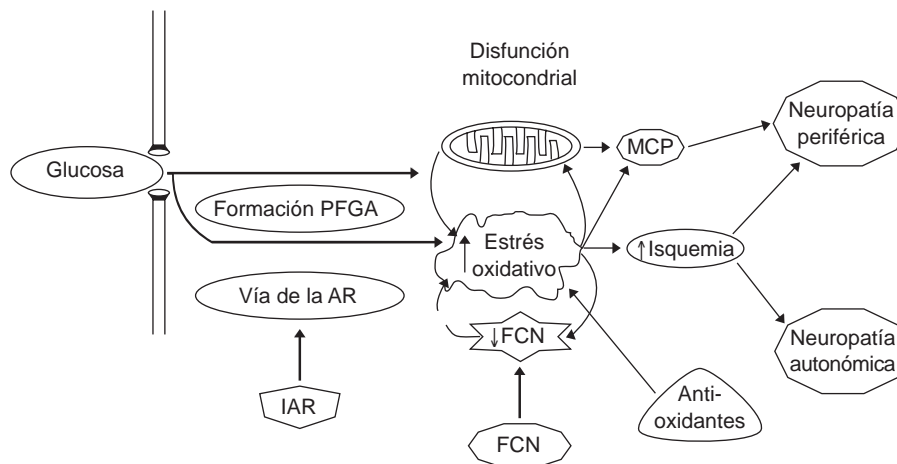 Disfunción
mitocondrial
Neuropatía
periférica
MCP
Glucosa
Formación PFGA
↑ Estrés
oxidativo
↑ Isquemia
Vía de la AR
↓ FCN
Neuropatía
autonómica
IAR
Anti-
oxidantes
FCN